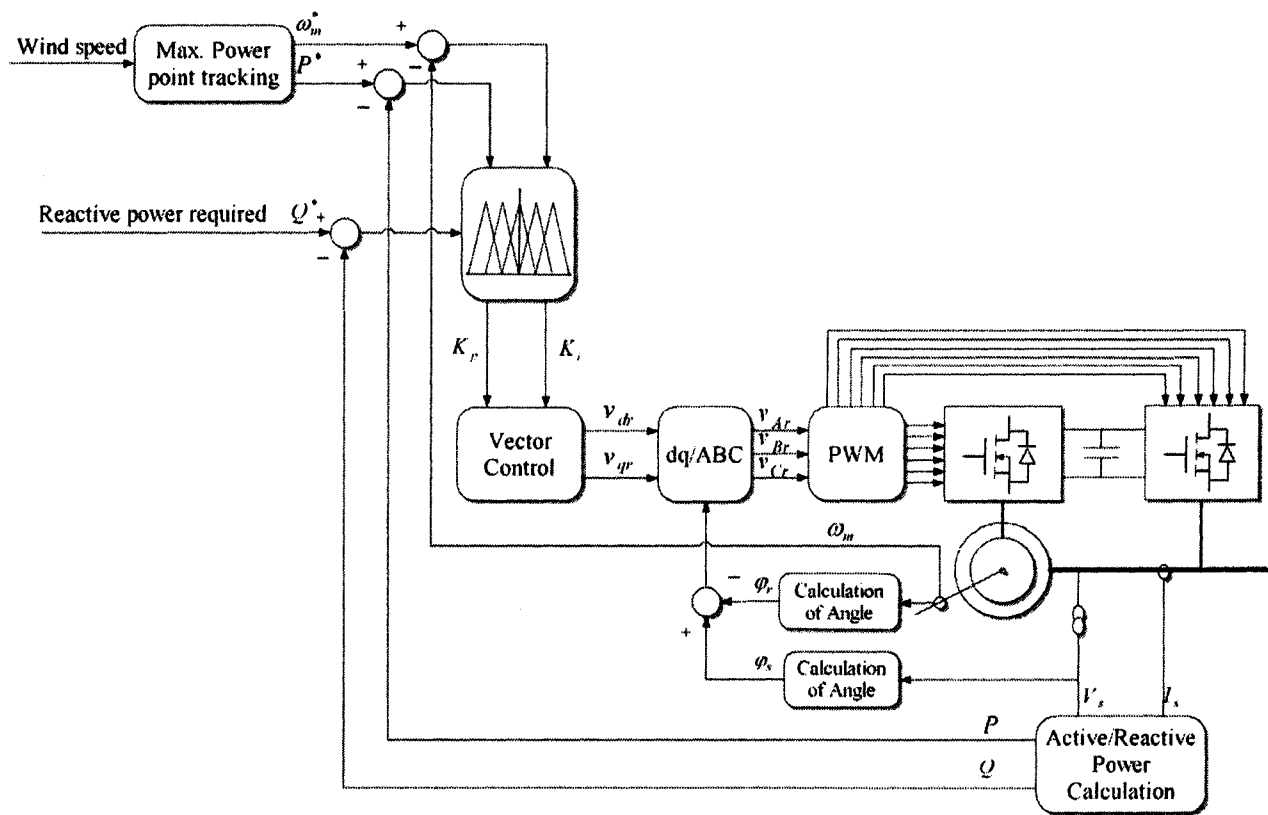 ω*m
Wind speed
Max. Power
point tracking
P*
+
−
+
−
Reactive power required
Q*
+
−
Kp
Ki
Vector
Control
vdr
vqr
dq/ABC
vAr
vBr
vCr
PWM
ωm
−
φr
Calculation
of Angle
+
φs
Calculation
of Angle
Vs
Is
P
Q
Active/Reactive
Power
Calculation